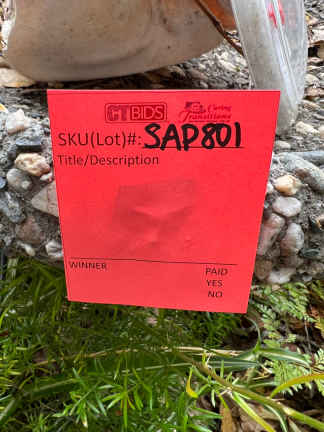 CTBIDS Caring Transitions
SKU(Lot)#: SAP801
Title/Description
WINNER
PAID
YES
NO